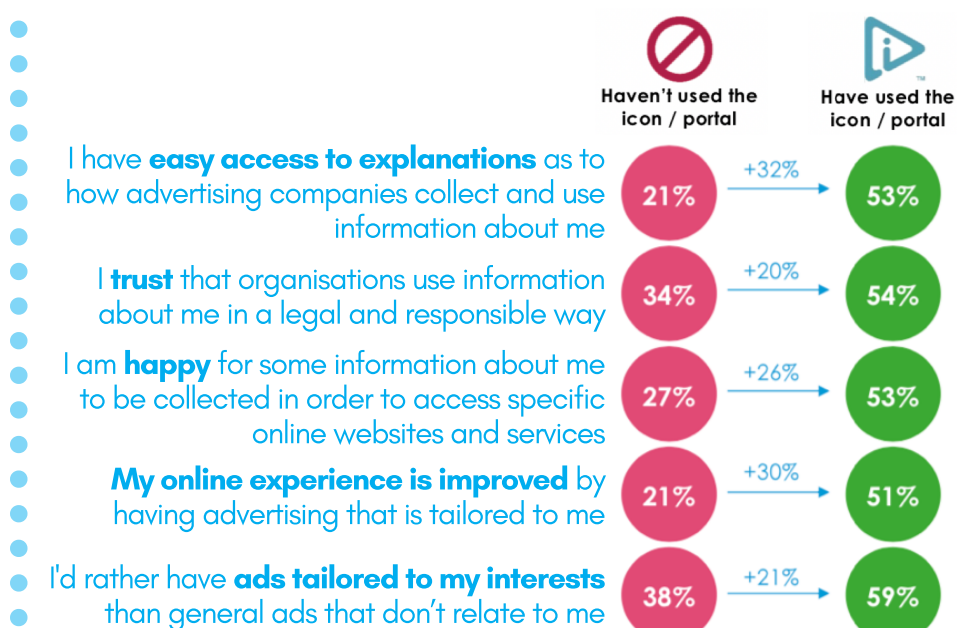 Haven't used the
icon / portal
Have used the
icon / portal
i
TM
I have easy access to explanations as to
how advertising companies collect and use
information about me
21%
+32%
53%
I trust that organisations use information
about me in a legal and responsible way
34%
+20%
54%
I am happy for some information about me
to be collected in order to access specific
online websites and services
27%
+26%
53%
My online experience is improved by
having advertising that is tailored to me
21%
+30%
51%
I'd rather have ads tailored to my interests
than general ads that don't relate to me
38%
+21%
59%